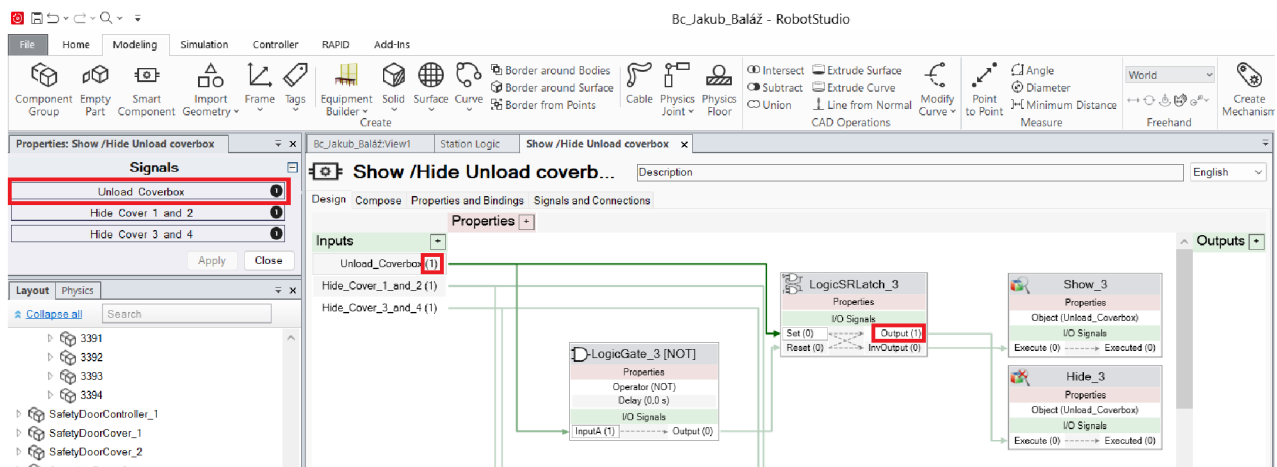 Bc_Jakub_Baláž - RobotStudio
File Home Modeling Simulation Controller RAPID Add-Ins
Component Group
Empty Part
Smart Component
Import Geometry
Frame
Tags
Equipment Builder
Solid
Surface
Curve
Border around Bodies
Border around Surface
Border from Points
Create
Cable
Physics Joint
Physics Floor
Intersect
Subtract
Union
Extrude Surface
Extrude Curve
Line from Normal
Modify Curve
CAD Operations
Point to Point
Angle
Diameter
Minimum Distance
Measure
World
Freehand
Create Mechanism
Properties: Show /Hide Unload coverbox
Signals
Unload Coverbox 1
Hide Cover 1 and 2 1
Hide Cover 3 and 4 1
Apply Close
Layout Physics
Collapse all Search
3391
3392
3393
3394
SafetyDoorController_1
SafetyDoorCover_1
SafetyDoorCover_2
Bc_Jakub_Baláž:View1 Station Logic Show /Hide Unload coverbox x
Show /Hide Unload coverb... Description English
Design Compose Properties and Bindings Signals and Connections
Properties +
Inputs + Outputs +
Unload_Coverbox (1)
Hide_Cover_1_and_2 (1)
Hide_Cover_3_and_4 (1)
LogicGate_3 [NOT]
Properties
Operator (NOT)
Delay (0.0 s)
I/O Signals
InputA (1) Output (0)
LogicSRLatch_3
Properties
I/O Signals
Set (0) Output (1)
Reset (0) InvOutput (0)
Show_3
Properties
Object (Unload_Coverbox)
I/O Signals
Execute (0) Executed (0)
Hide_3
Properties
Object (Unload_Coverbox)
I/O Signals
Execute (0) Executed (0)